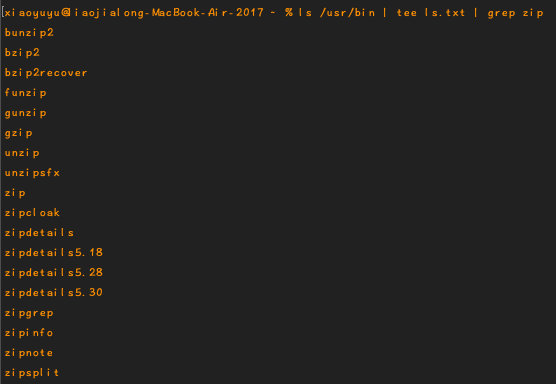 [xiaoyuyu@liaojialong-MacBook-Air-2017 ~ % ls /usr/bin | tee ls.txt | grep zip
bunzip2
bzip2
bzip2recover
funzip
gunzip
gzip
unzip
unzipsfx
zip
zipcloak
zipdetails
zipdetails5.18
zipdetails5.28
zipdetails5.30
zipgrep
zipinfo
zipnote
zipsplit